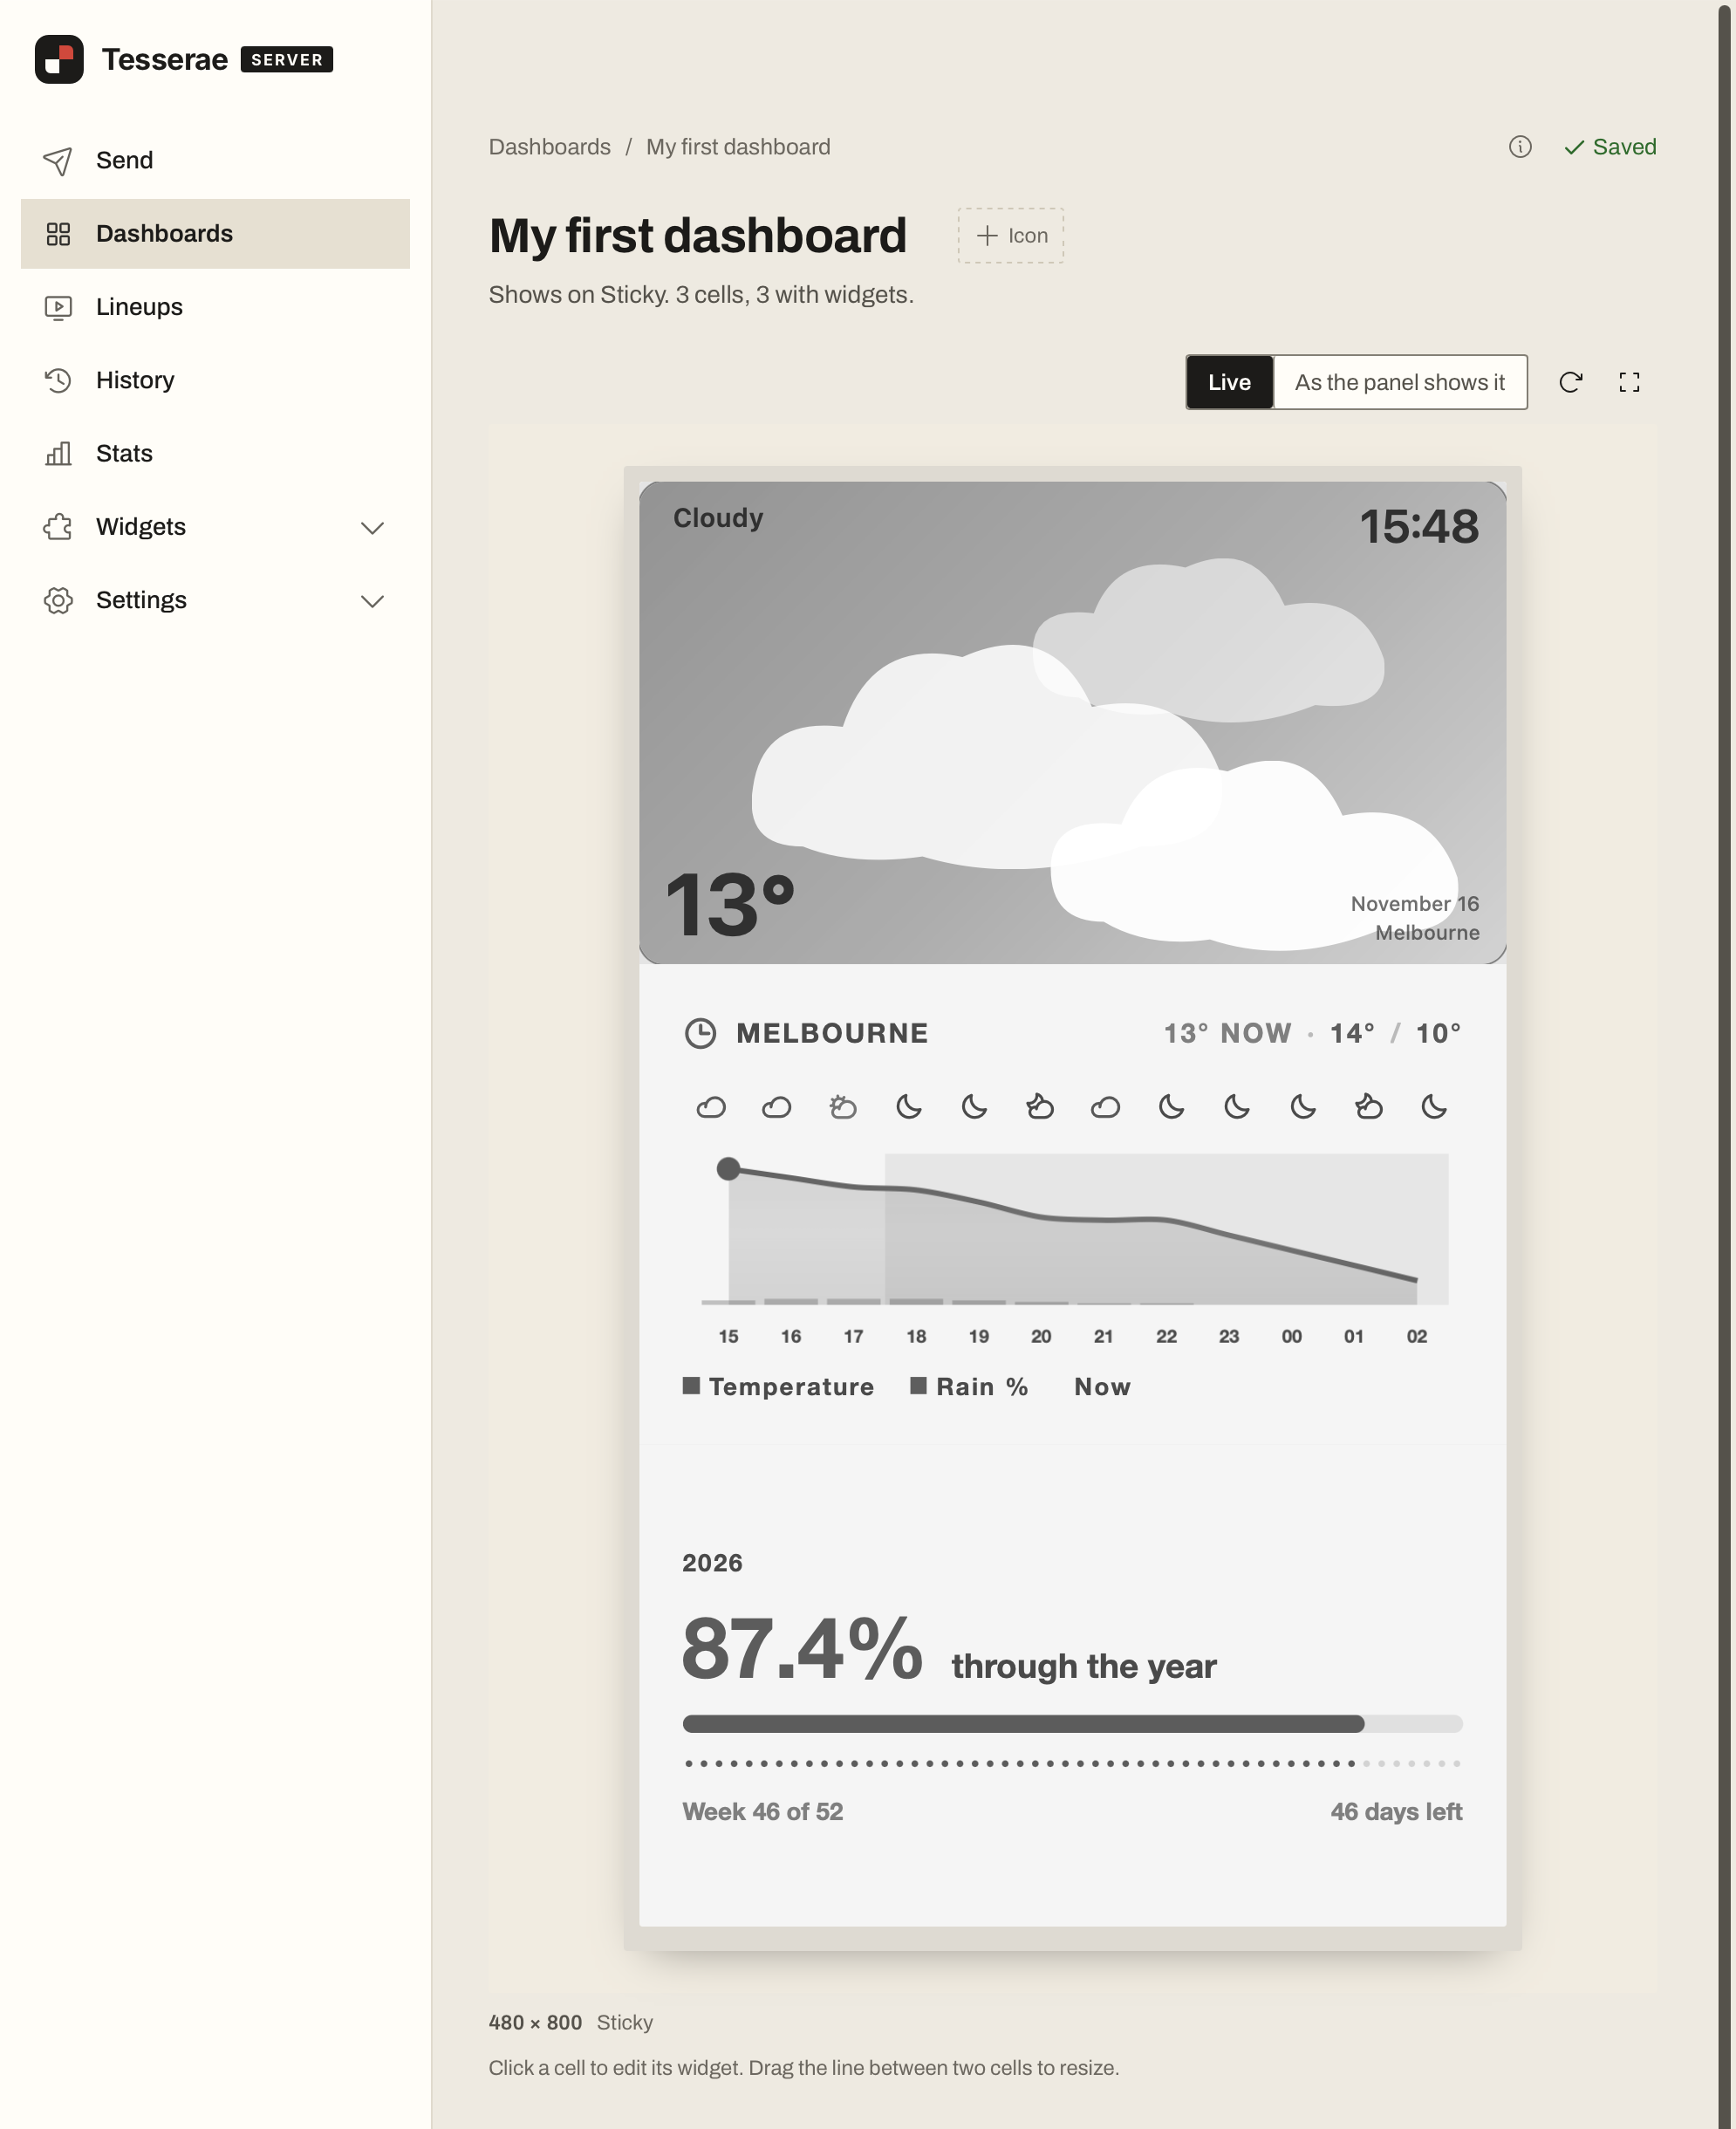 Tesserae SERVER
Send
Dashboards
Lineups
History
Stats
Widgets
Settings
Dashboards / My first dashboard
Saved
My first dashboard
Icon
Shows on Sticky. 3 cells, 3 with widgets.
Live As the panel shows it
Cloudy
15:48
13°
November 16
Melbourne
MELBOURNE
13° NOW · 14° / 10°
15 16 17 18 19 20 21 22 23 00 01 02
Temperature Rain % Now
2026
87.4% through the year
Week 46 of 52
46 days left
480 × 800 Sticky
Click a cell to edit its widget. Drag the line between two cells to resize.